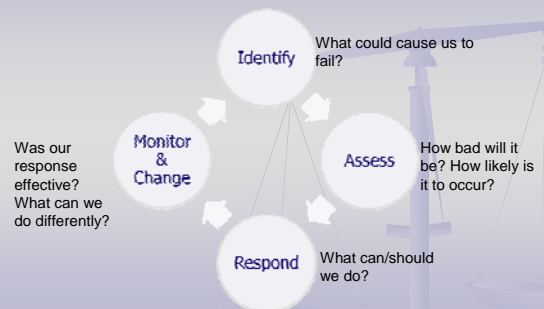 Identify
What could cause us to
fail?
Assess
How bad will it
be? How likely is
it to occur?
Respond
What can/should
we do?
Monitor
&
Change
Was our
response
effective?
What can we
do differently?